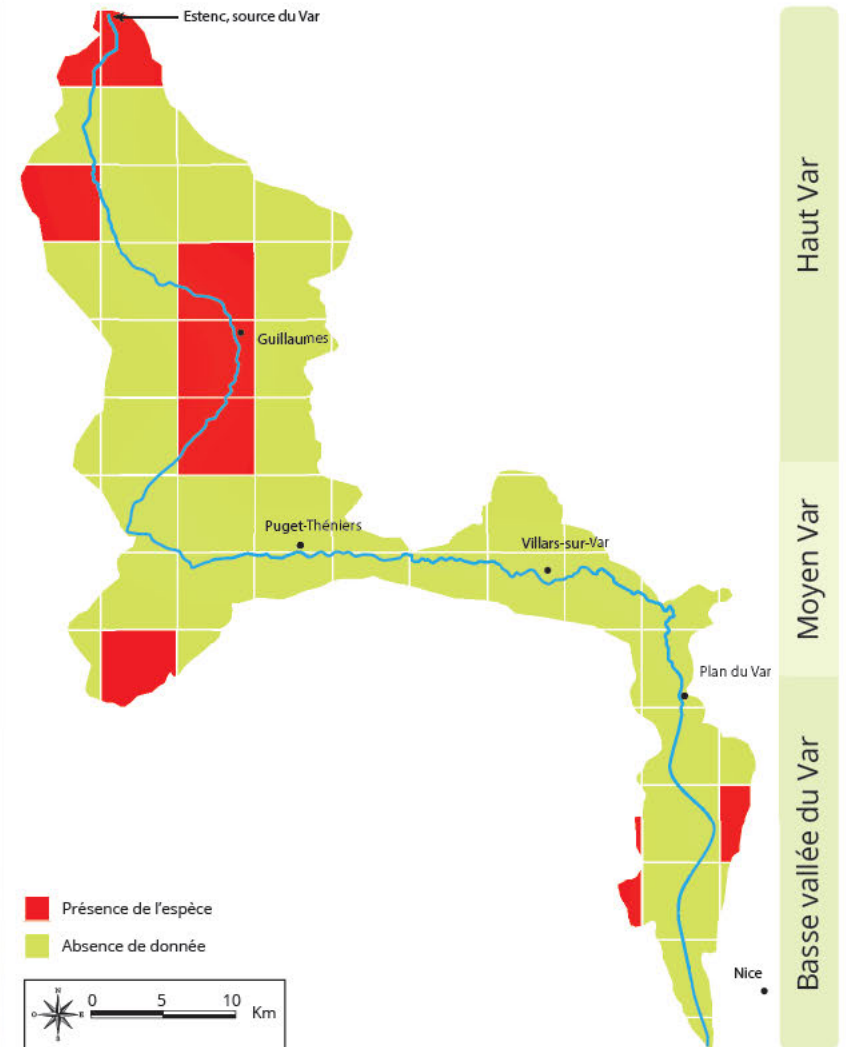 Estenc, source du Var
Haut Var
Guillaumes
Puget-Théniers
Villars-sur-Var
Moyen Var
Plan du Var
Basse vallée du Var
Présence de l'espèce
Absence de donnée
Nice
N
O
E
S
0 5 10 Km